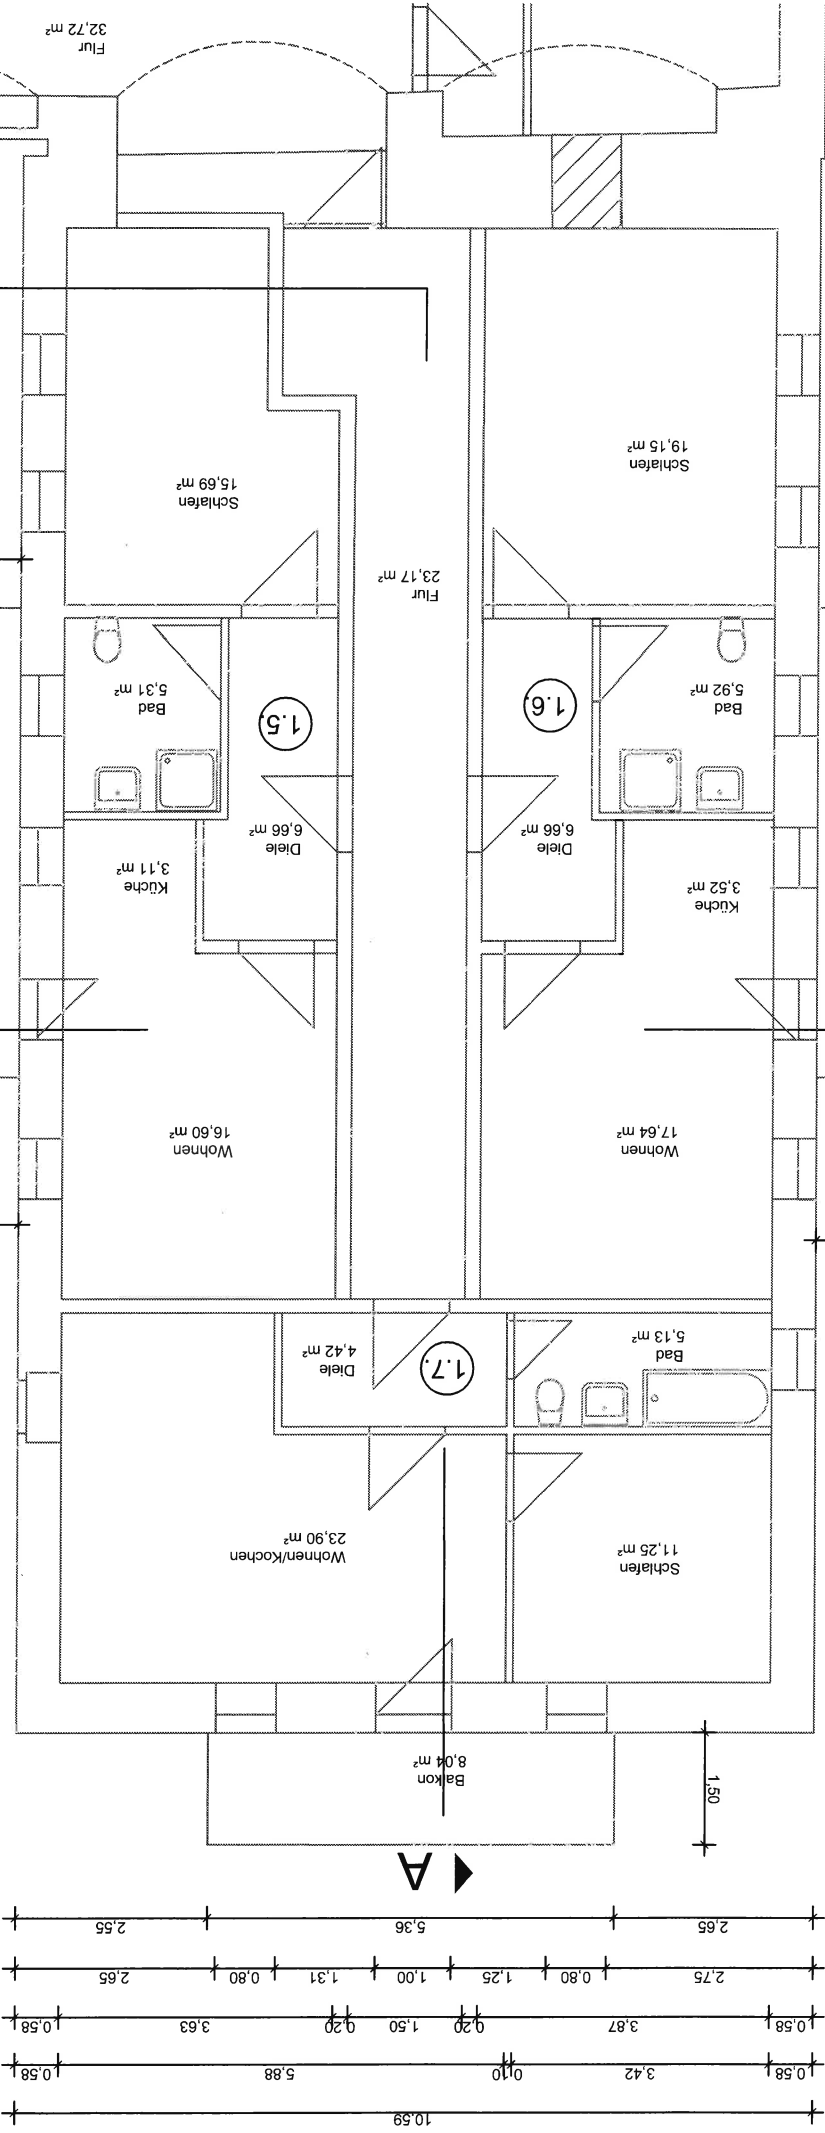 10,59
0,58 3,42 0,10 5,88 0,58
0,58 3,87 0,20 1,50 0,20 3,63 0,58
2,75 0,80 1,25 1,00 1,31 0,80 2,65
2,65 5,36 2,55
A
1,50
Balkon
8,04 m²
Schlafen
11,25 m²
Wohnen/Kochen
23,90 m²
Bad
5,13 m²
1.7.
Diele
4,42 m²
Wohnen
17,64 m²
Wohnen
16,60 m²
Küche
3,52 m²
Küche
3,11 m²
Diele
6,66 m²
Diele
6,66 m²
Bad
5,92 m²
1.6.
1.5.
Bad
5,31 m²
Flur
23,17 m²
Schlafen
19,15 m²
Schlafen
15,69 m²
Flur
32,72 m²